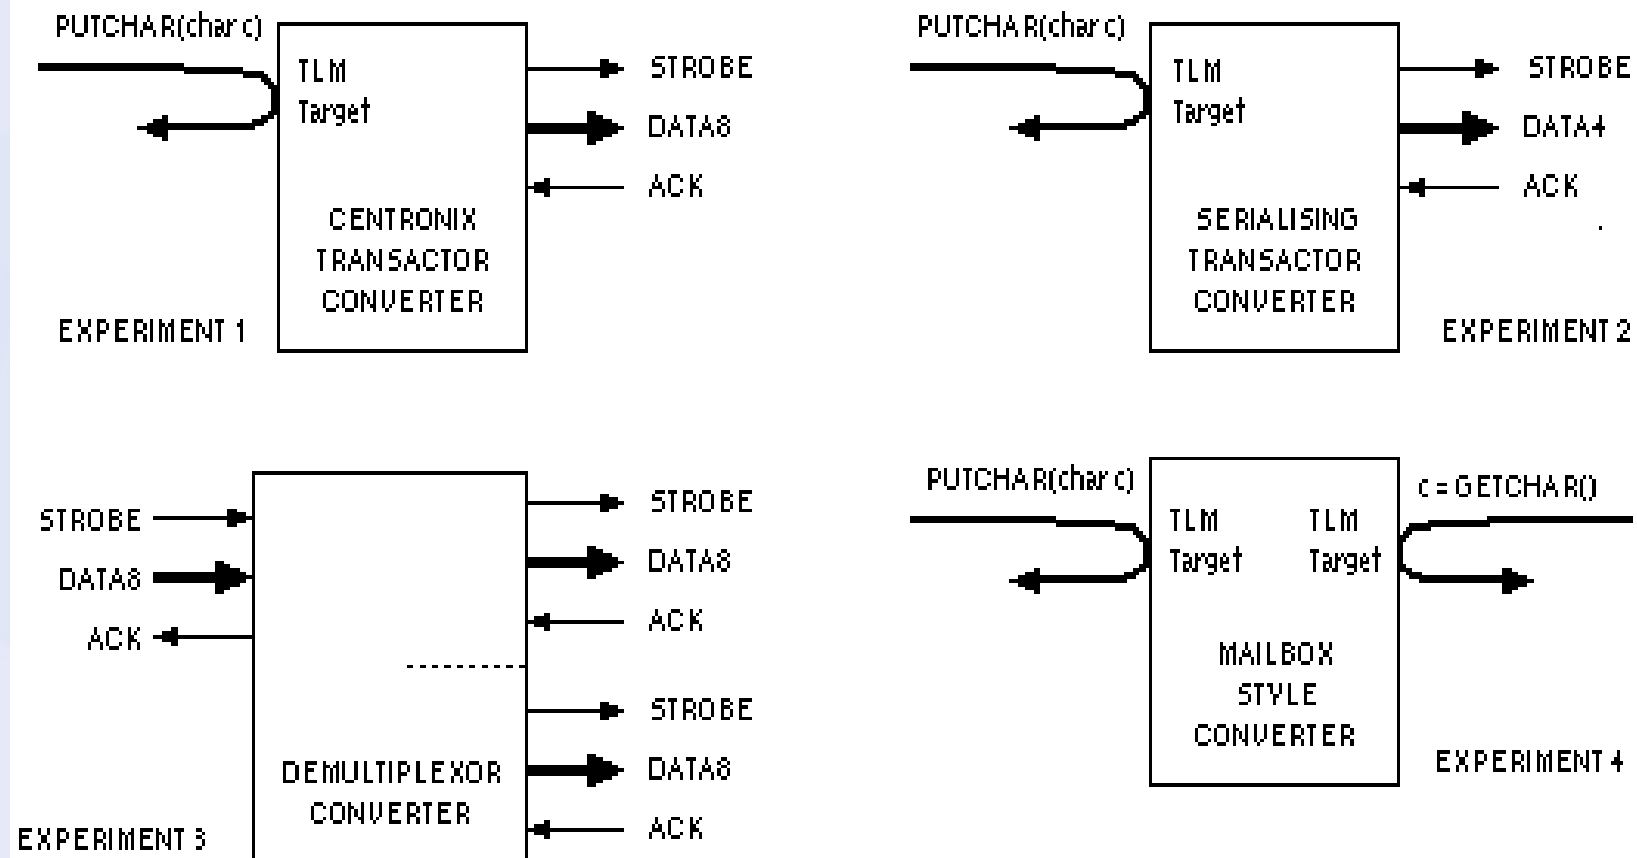 PUTCHAR(char c)
TLM
Target
STROBE
DATA8
ACK
CENTRONIX
TRANSACTOR
CONVERTER
EXPERIMENT 1
PUTCHAR(char c)
TLM
Target
STROBE
DATA4
ACK
SERIALISING
TRANSACTOR
CONVERTER
EXPERIMENT 2
STROBE
DATA8
ACK
STROBE
DATA8
ACK
STROBE
DATA8
ACK
DEMULTIPLEXOR
CONVERTER
EXPERIMENT 3
PUTCHAR(char c)
c = GETCHAR()
TLM
Target
TLM
Target
MAILBOX
STYLE
CONVERTER
EXPERIMENT 4